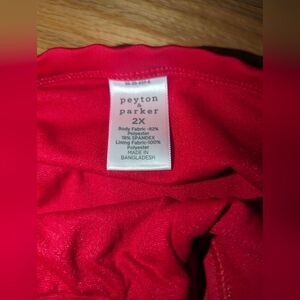 peyton
&
parker
2X
Body Fabric -82%
Polyester
18% SPANDEX
Lining Fabric-100%
Polyester
MADE IN
BANGLADESH